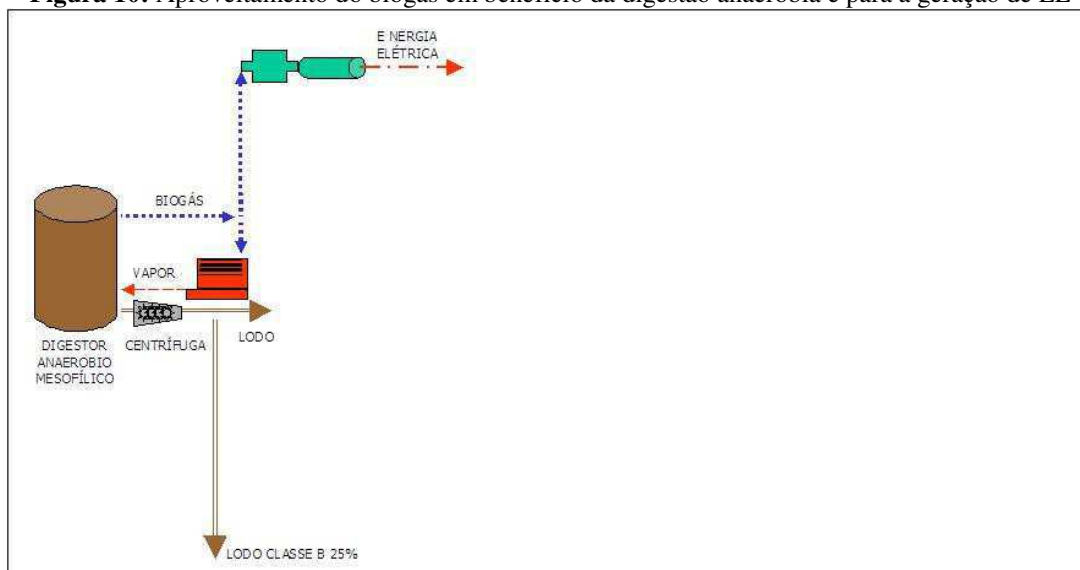 Figura 10: Aproveitamento do biogás em benefício da digestão anaeróbia e para a geração de EE
E NERGIA
ELÉTRICA
BIOGÁS
VAPOR
LODO
DIGESTOR
ANAEROBIO
MESOFÍLICO
CENTRÍFUGA
LODO CLASSE B 25%